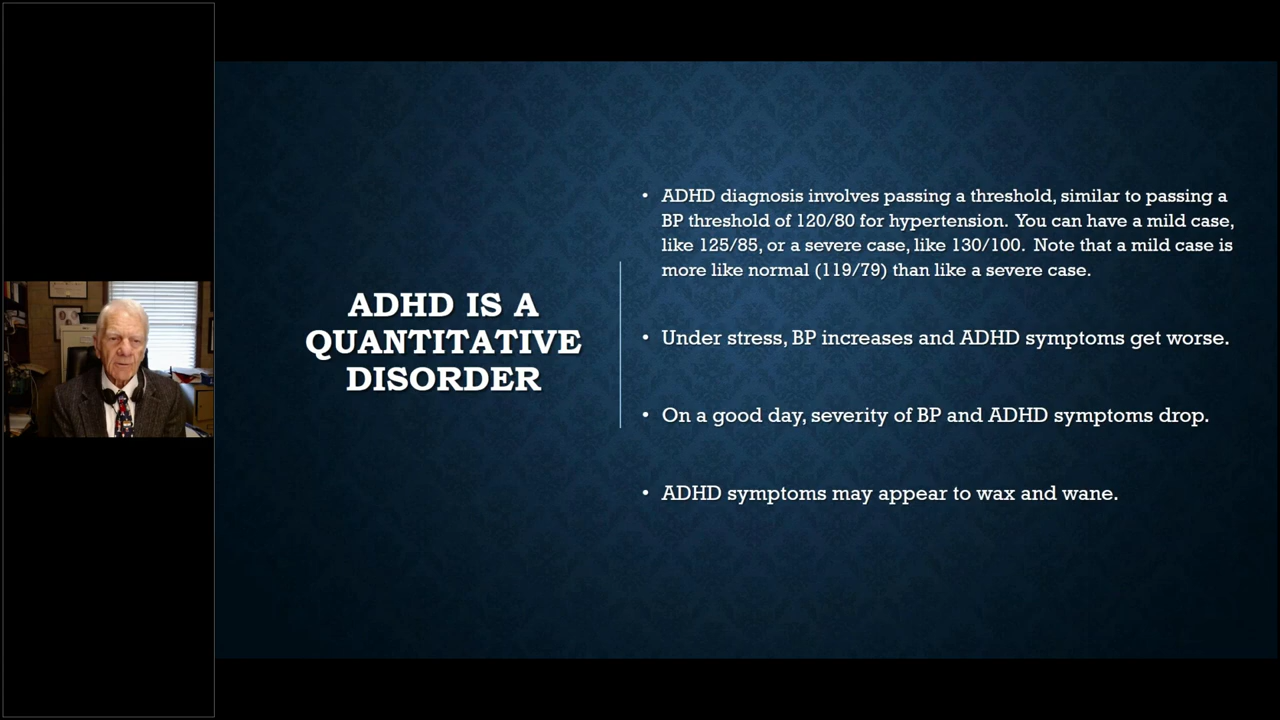 ADHD IS A
QUANTITATIVE
DISORDER
• ADHD diagnosis involves passing a threshold, similar to passing a
BP threshold of 120/80 for hypertension. You can have a mild case,
like 125/85, or a severe case, like 130/100. Note that a mild case is
more like normal (119/79) than like a severe case.
• Under stress, BP increases and ADHD symptoms get worse.
• On a good day, severity of BP and ADHD symptoms drop.
• ADHD symptoms may appear to wax and wane.